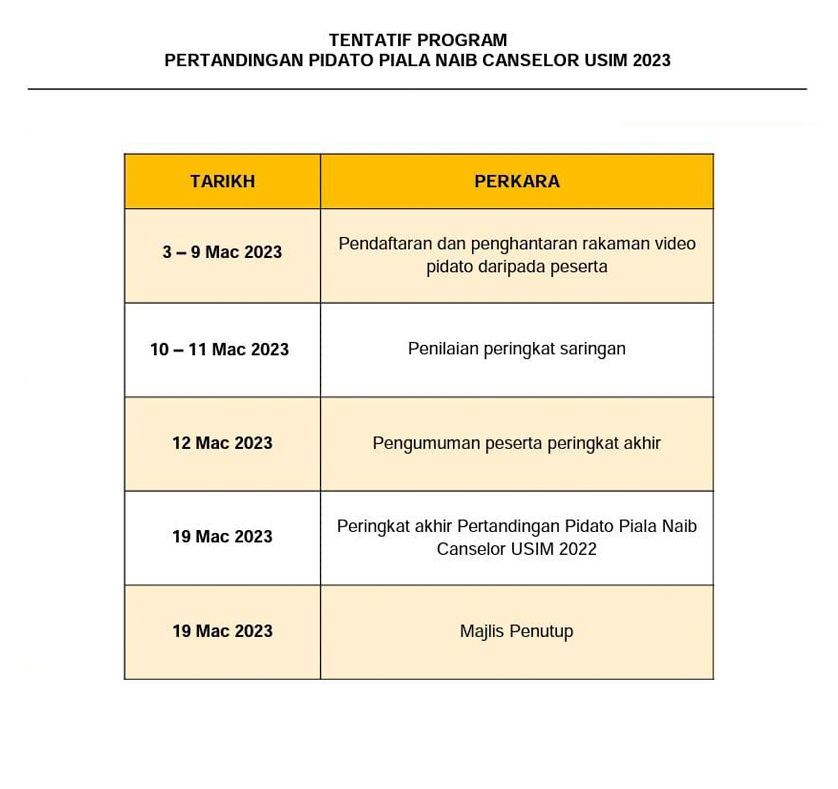 TENTATIF PROGRAM
PERTANDINGAN PIDATO PIALA NAIB CANSELOR USIM 2023
TARIKH
PERKARA
3 – 9 Mac 2023
Pendaftaran dan penghantaran rakaman video
pidato daripada peserta
10 – 11 Mac 2023
Penilaian peringkat saringan
12 Mac 2023
Pengumuman peserta peringkat akhir
19 Mac 2023
Peringkat akhir Pertandingan Pidato Piala Naib
Canselor USIM 2022
19 Mac 2023
Majlis Penutup